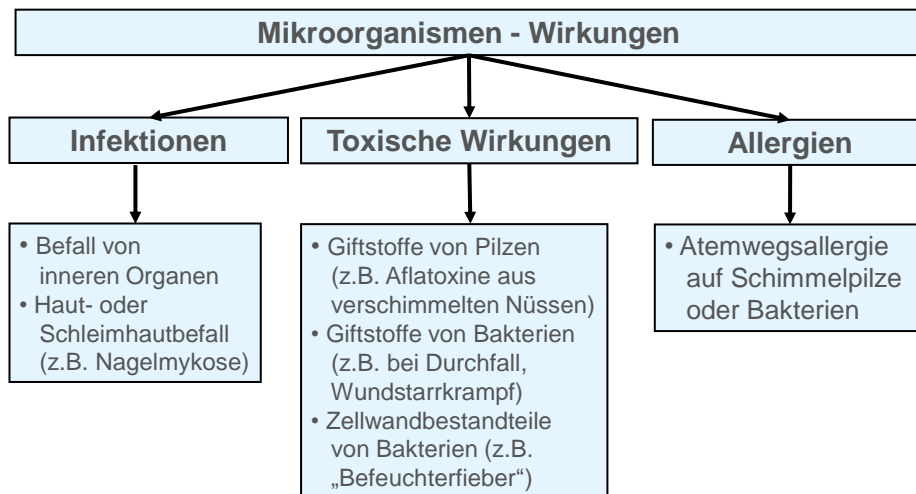 Mikroorganismen - Wirkungen
Infektionen
Toxische Wirkungen
Allergien
• Befall von
inneren Organen
• Haut- oder
Schleimhautbefall
(z.B. Nagelmykose)
• Giftstoffe von Pilzen
(z.B. Aflatoxine aus
verschimmelten Nüssen)
• Giftstoffe von Bakterien
(z.B. bei Durchfall,
Wundstarrkrampf)
• Zellwandbestandteile
von Bakterien (z.B.
„Befeuchterfieber“)
• Atemwegsallergie
auf Schimmelpilze
oder Bakterien